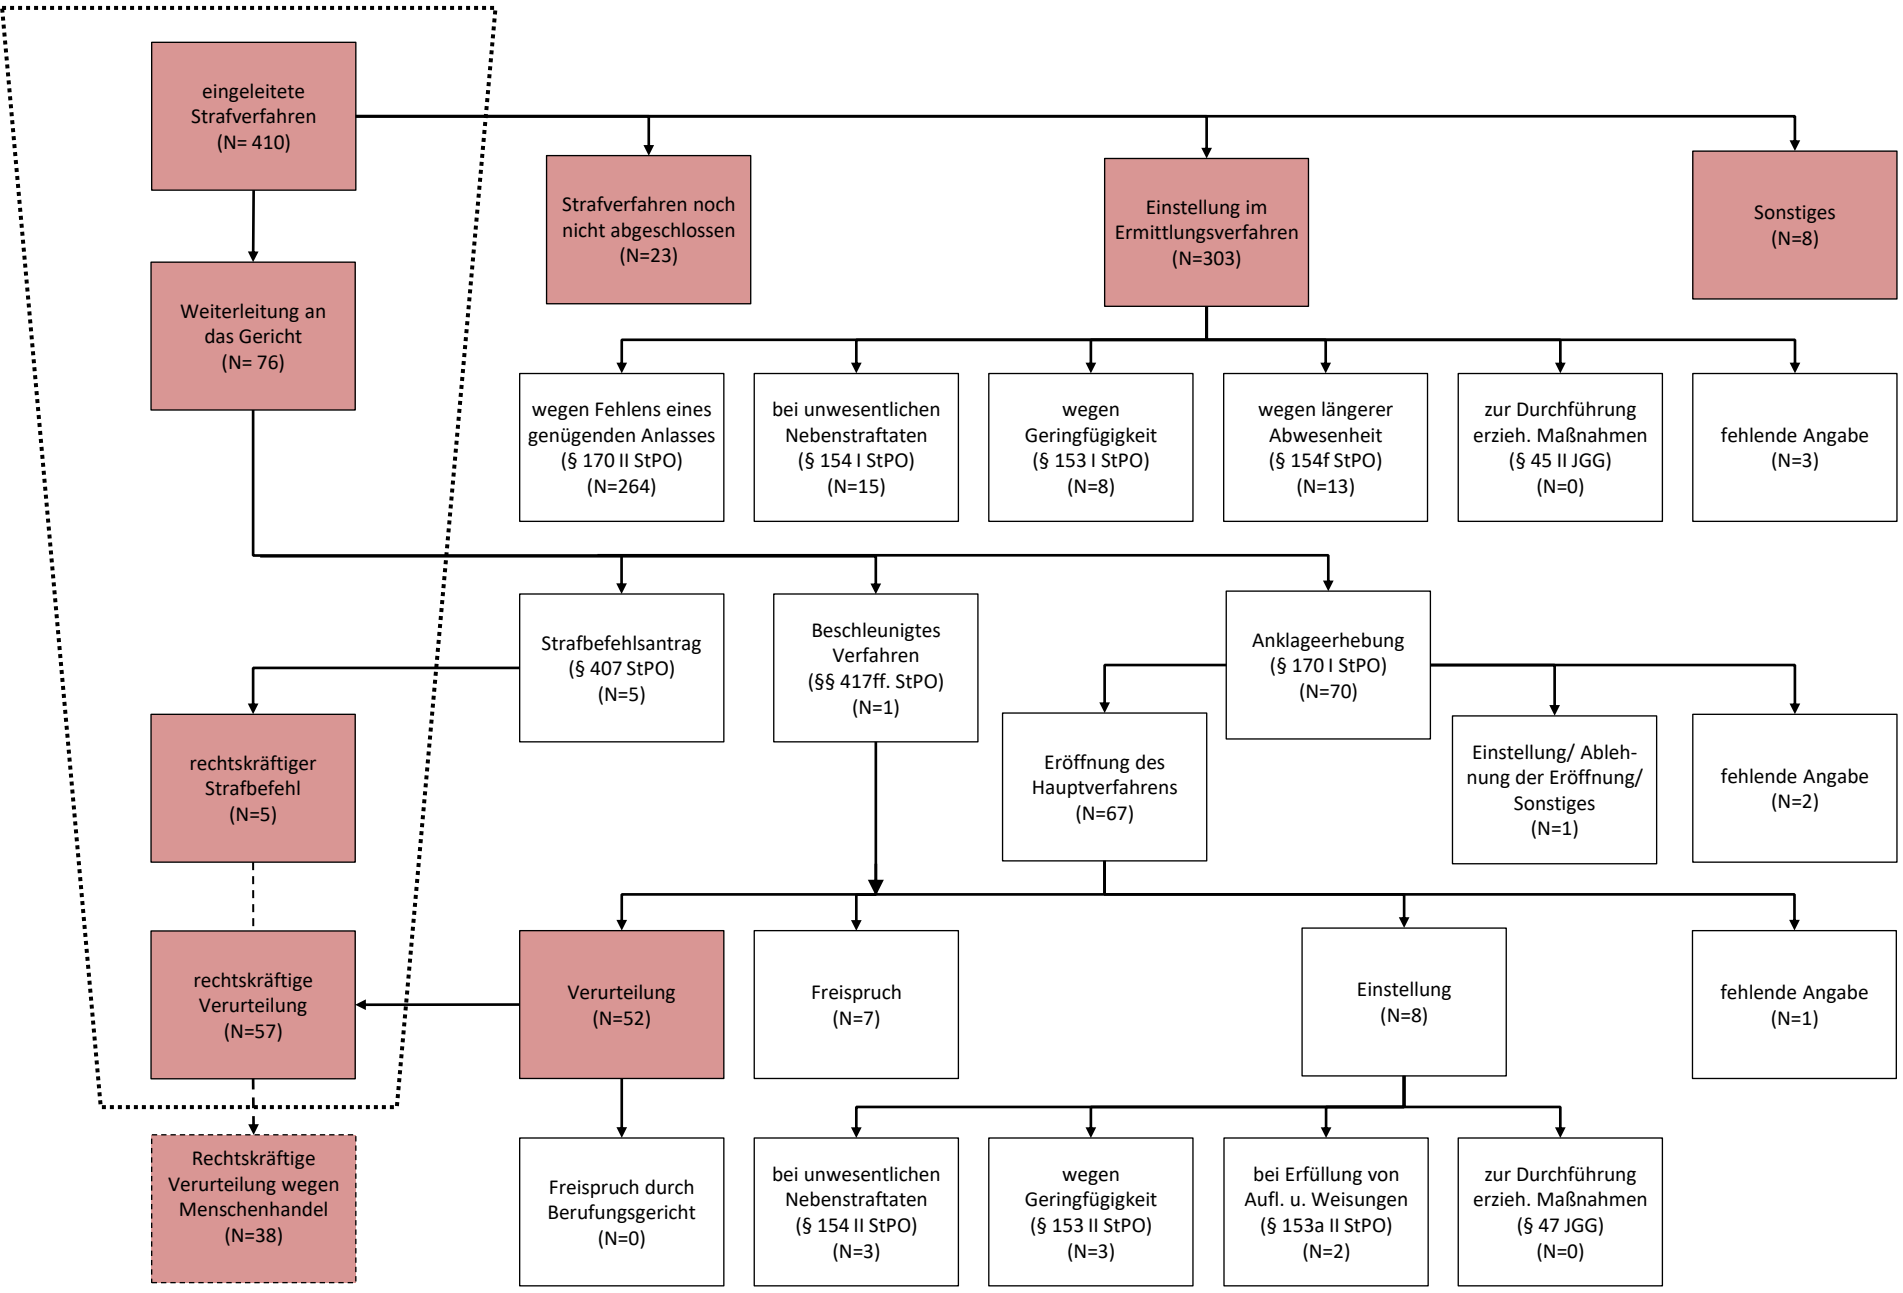 eingeleitete
Strafverfahren
(N= 410)
Strafverfahren noch
nicht abgeschlossen
(N=23)
Einstellung im
Ermittlungsverfahren
(N=303)
Sonstiges
(N=8)
Weiterleitung an
das Gericht
(N= 76)
wegen Fehlens eines
genügenden Anlasses
(§ 170 II StPO)
(N=264)
bei unwesentlichen
Nebenstraftaten
(§ 154 I StPO)
(N=15)
wegen
Geringfügigkeit
(§ 153 I StPO)
(N=8)
wegen längerer
Abwesenheit
(§ 154f StPO)
(N=13)
zur Durchführung
erzieh. Maßnahmen
(§ 45 II JGG)
(N=0)
fehlende Angabe
(N=3)
Strafbefehlsantrag
(§ 407 StPO)
(N=5)
Beschleunigtes
Verfahren
(§§ 417ff. StPO)
(N=1)
Anklageerhebung
(§ 170 I StPO)
(N=70)
rechtskräftiger
Strafbefehl
(N=5)
Eröffnung des
Hauptverfahrens
(N=67)
Einstellung/ Ableh-
nung der Eröffnung/
Sonstiges
(N=1)
fehlende Angabe
(N=2)
rechtskräftige
Verurteilung
(N=57)
Verurteilung
(N=52)
Freispruch
(N=7)
Einstellung
(N=8)
fehlende Angabe
(N=1)
Rechtskräftige
Verurteilung wegen
Menschenhandel
(N=38)
Freispruch durch
Berufungsgericht
(N=0)
bei unwesentlichen
Nebenstraftaten
(§ 154 II StPO)
(N=3)
wegen
Geringfügigkeit
(§ 153 II StPO)
(N=3)
bei Erfüllung von
Aufl. u. Weisungen
(§ 153a II StPO)
(N=2)
zur Durchführung
erzieh. Maßnahmen
(§ 47 JGG)
(N=0)